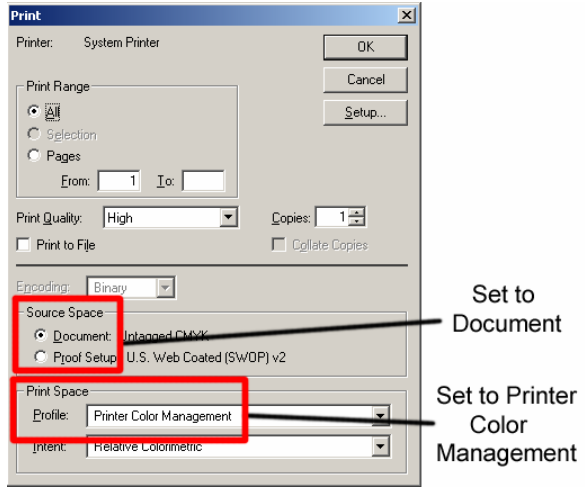 Print
Printer: System Printer
OK
Cancel
Setup...
Print Range
All
Selection
Pages
From: 1 To:
Print Quality: High
Copies: 1
Print to File
Collate Copies
Encoding: Binary
Source Space
Document: Untagged CMYK
Proof Setup: U.S. Web Coated (SWOP) v2
Set to
Document
Print Space
Profile: Printer Color Management
Intent: Relative Colorimetric
Set to Printer
Color
Management